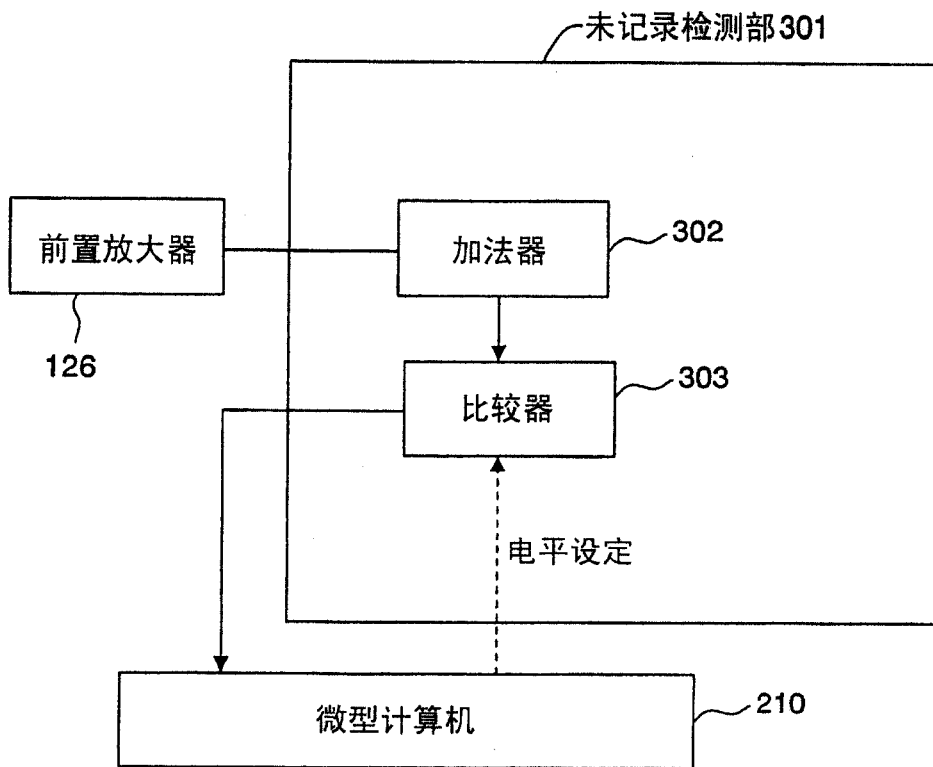 未记录检测部301
前置放大器
加法器
302
126
303
比较器
电平设定
微型计算机
210